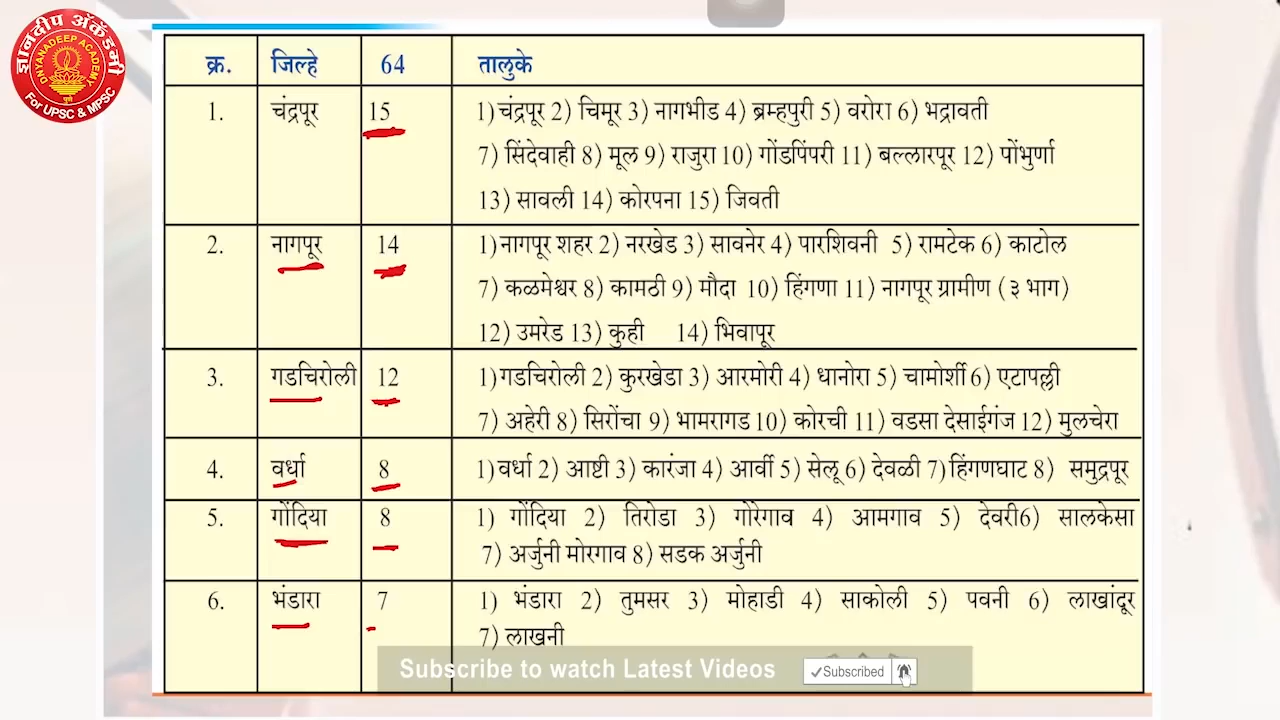 ज्ञानदीप ॲकॅडमी
DNYANADEEP ACADEMY
For UPSC & MPSC
क्र. जिल्हे 64 तालुके
1. चंद्रपूर 15 1) चंद्रपूर 2) चिमूर 3) नागभीड 4) ब्रम्हपुरी 5) वरोरा 6) भद्रावती
7) सिंदेवाही 8) मूल 9) राजुरा 10) गोंडपिंपरी 11) बल्लारपूर 12) पोंभुर्णा
13) सावली 14) कोरपना 15) जिवती
2. नागपूर 14 1) नागपूर शहर 2) नरखेड 3) सावनेर 4) पारशिवनी 5) रामटेक 6) काटोल
7) कळमेश्वर 8) कामठी 9) मौदा 10) हिंगणा 11) नागपूर ग्रामीण (३ भाग)
12) उमरेड 13) कुही 14) भिवापूर
3. गडचिरोली 12 1) गडचिरोली 2) कुरखेडा 3) आरमोरी 4) धानोरा 5) चामोर्शी 6) एटापल्ली
7) अहेरी 8) सिरोंचा 9) भामरागड 10) कोरची 11) वडसा देसाईगंज 12) मुलचेरा
4. वर्धा 8 1) वर्धा 2) आष्टी 3) कारंजा 4) आर्वी 5) सेलू 6) देवळी 7) हिंगणघाट 8) समुद्रपूर
5. गोंदिया 8 1) गोंदिया 2) तिरोडा 3) गोरेगाव 4) आमगाव 5) देवरी 6) सालकेसा
7) अर्जुनी मोरगाव 8) सडक अर्जुनी
6. भंडारा 7 1) भंडारा 2) तुमसर 3) मोहाडी 4) साकोली 5) पवनी 6) लाखांदूर
7) लाखनी
Subscribe to watch Latest Videos ✓Subscribed